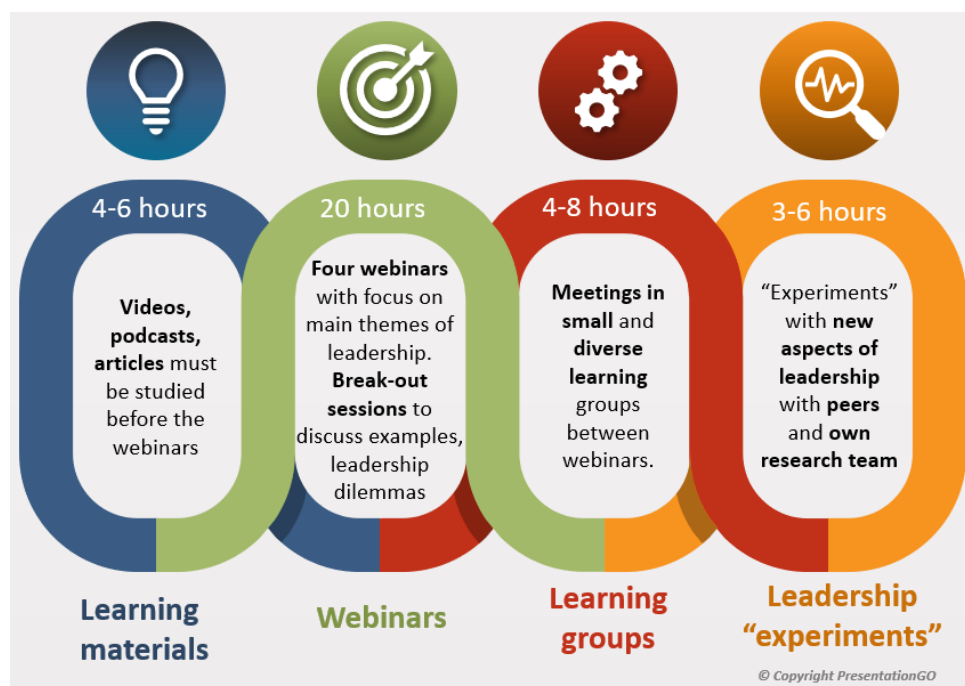 4-6 hours
Videos,
podcasts,
articles must
be studied
before the
webinars
Learning
materials
20 hours
Four webinars
with focus on
main themes of
leadership.
Break-out
sessions to
discuss examples,
leadership
dilemmas
Webinars
4-8 hours
Meetings in
small and
diverse
learning
groups
between
webinars.
Learning
groups
3-6 hours
“Experiments”
with new
aspects of
leadership
with peers
and own
research team
Leadership
“experiments”
© Copyright PresentationGO